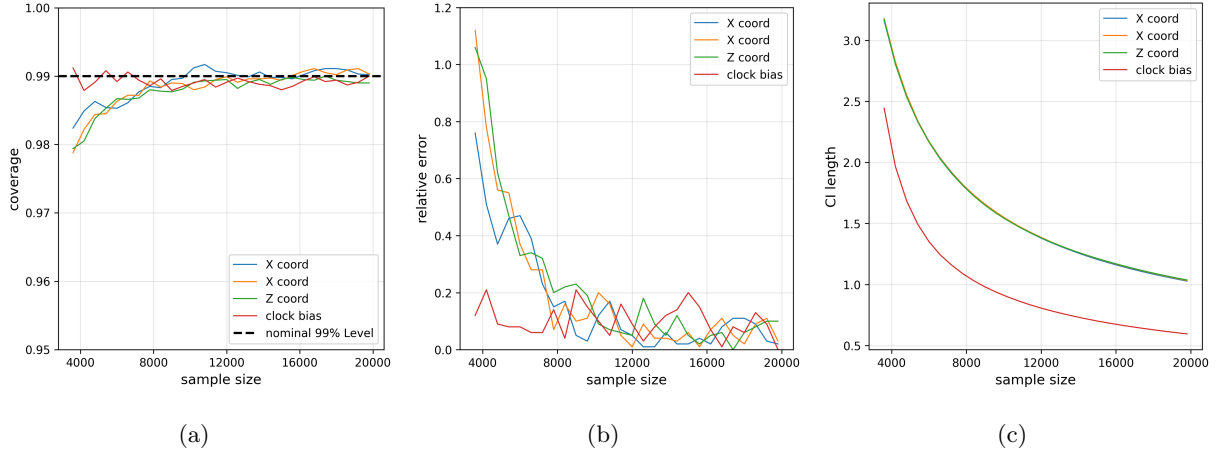 1.00
0.99
0.98
0.97
0.96
0.95
coverage
4000 8000 12000 16000 20000
sample size
X coord
X coord
Z coord
clock bias
nominal 99% Level
(a)
1.2
1.0
0.8
0.6
0.4
0.2
0.0
relative error
4000 8000 12000 16000 20000
sample size
X coord
X coord
Z coord
clock bias
(b)
3.0
2.5
2.0
1.5
1.0
0.5
CI length
4000 8000 12000 16000 20000
sample size
X coord
X coord
Z coord
clock bias
(c)